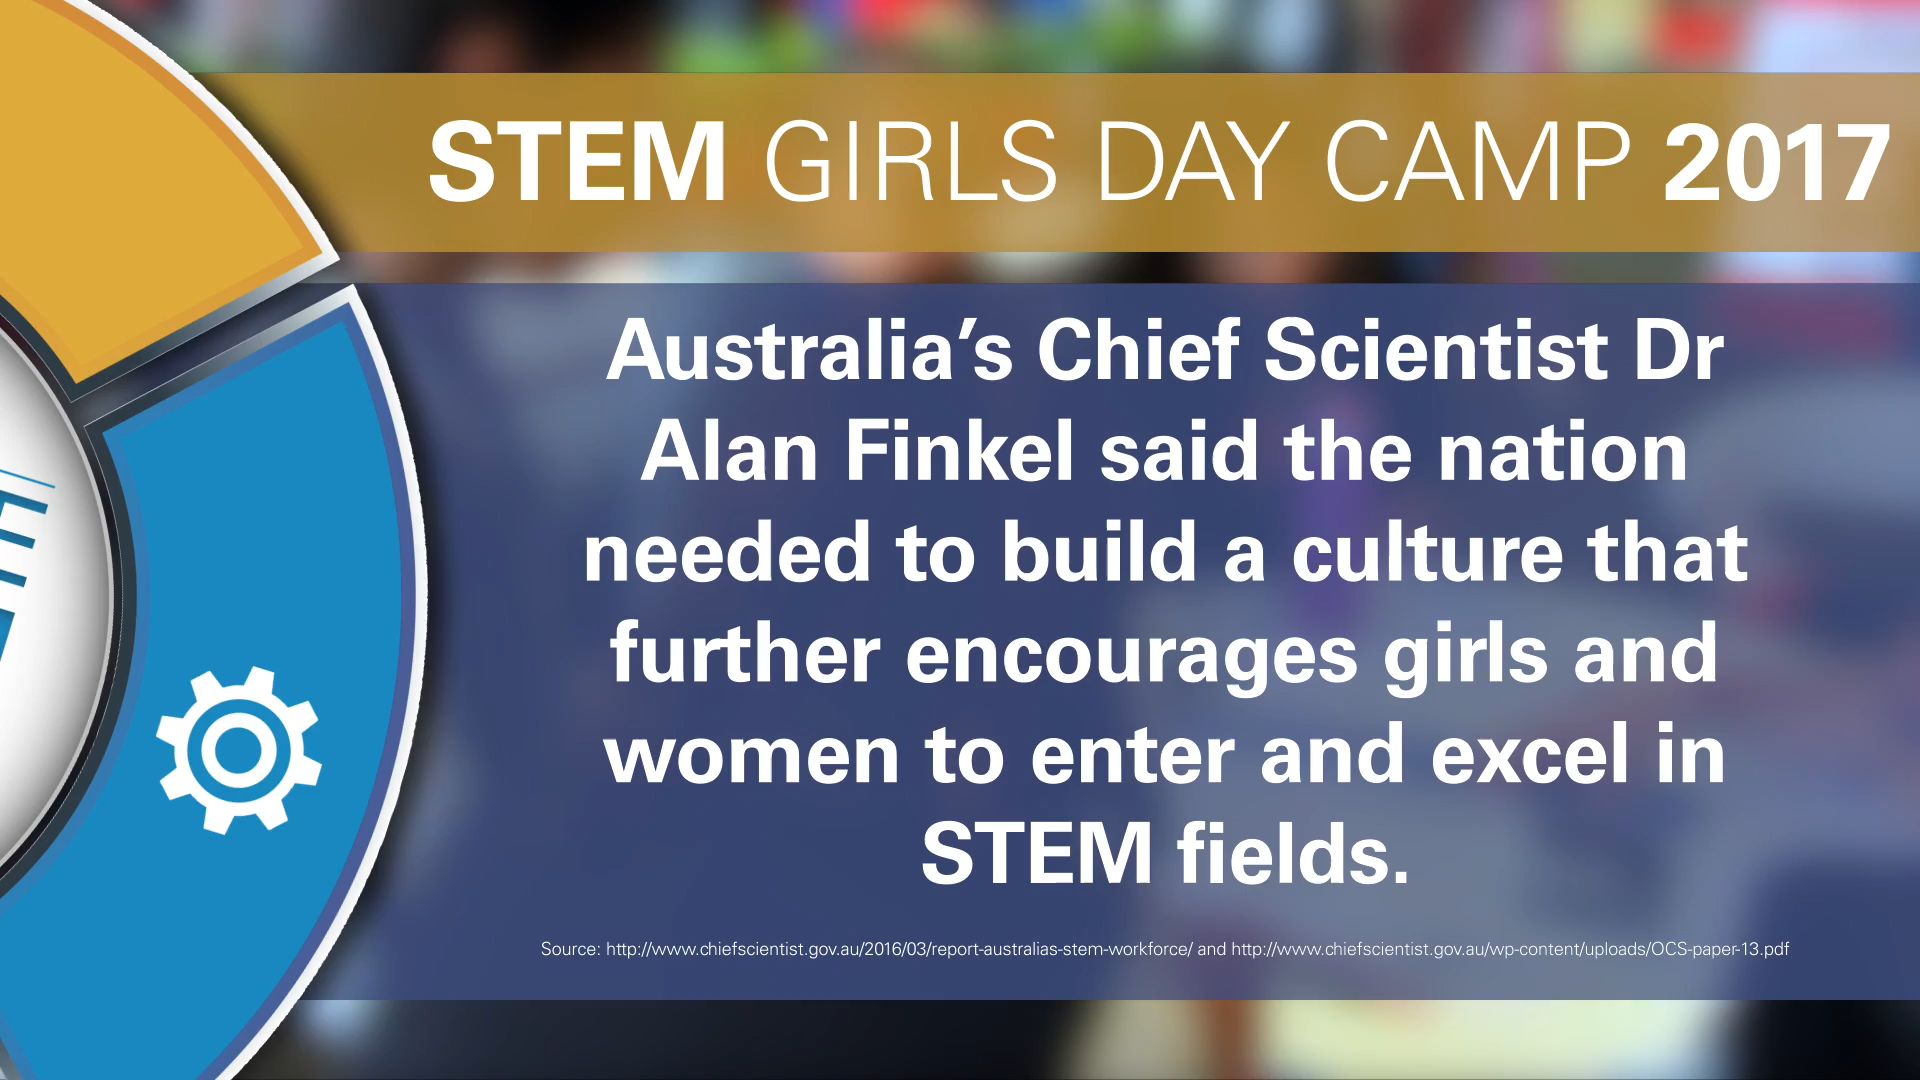 STEM GIRLS DAY CAMP 2017
Australia’s Chief Scientist Dr
Alan Finkel said the nation
needed to build a culture that
further encourages girls and
women to enter and excel in
STEM fields.
Source: http://www.chiefscientist.gov.au/2016/03/report-australias-stem-workforce/ and http://www.chiefscientist.gov.au/wp-content/uploads/OCS-paper-13.pdf